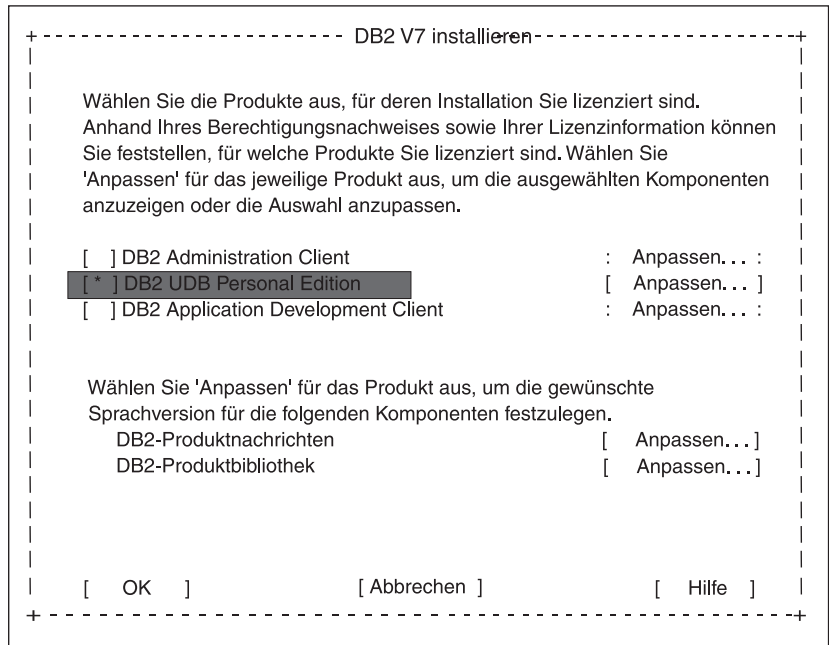 DB2 V7 installieren
Wählen Sie die Produkte aus, für deren Installation Sie lizenziert sind.
Anhand Ihres Berechtigungsnachweises sowie Ihrer Lizenzinformation können
Sie feststellen, für welche Produkte Sie lizenziert sind. Wählen Sie
'Anpassen' für das jeweilige Produkt aus, um die ausgewählten Komponenten
anzuzeigen oder die Auswahl anzupassen.
[ ] DB2 Administration Client : Anpassen... :
[ * ] DB2 UDB Personal Edition [ Anpassen... ]
[ ] DB2 Application Development Client : Anpassen... :
Wählen Sie 'Anpassen' für das Produkt aus, um die gewünschte
Sprachversion für die folgenden Komponenten festzulegen.
DB2-Produktnachrichten [ Anpassen...]
DB2-Produktbibliothek [ Anpassen...]
[ OK ] [ Abbrechen ] [ Hilfe ]